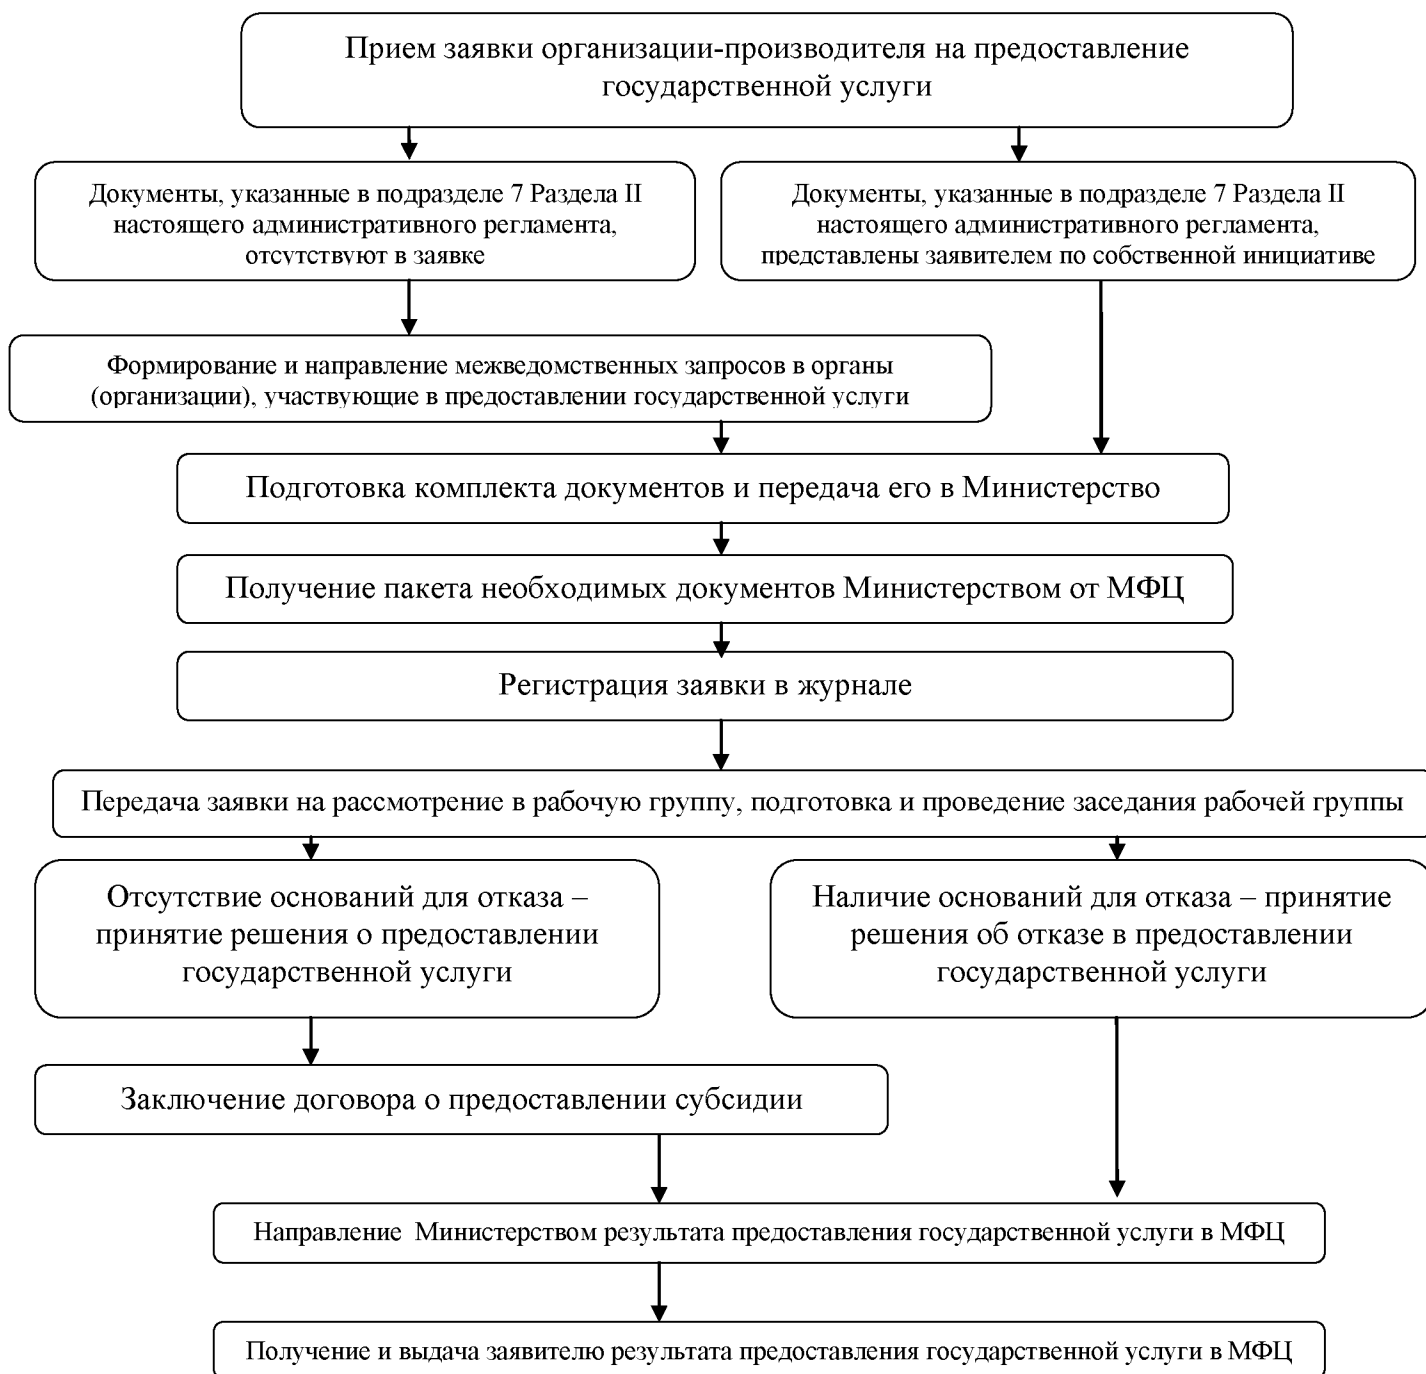 Прием заявки организации-производителя на предоставление
государственной услуги
Документы, указанные в подразделе 7 Раздела II
настоящего административного регламента,
отсутствуют в заявке
Документы, указанные в подразделе 7 Раздела II
настоящего административного регламента,
представлены заявителем по собственной инициативе
Формирование и направление межведомственных запросов в органы
(организации), участвующие в предоставлении государственной услуги
Подготовка комплекта документов и передача его в Министерство
Получение пакета необходимых документов Министерством от МФЦ
Регистрация заявки в журнале
Передача заявки на рассмотрение в рабочую группу, подготовка и проведение заседания рабочей группы
Отсутствие оснований для отказа –
принятие решения о предоставлении
государственной услуги
Наличие оснований для отказа – принятие
решения об отказе в предоставлении
государственной услуги
Заключение договора о предоставлении субсидии
Направление Министерством результата предоставления государственной услуги в МФЦ
Получение и выдача заявителю результата предоставления государственной услуги в МФЦ